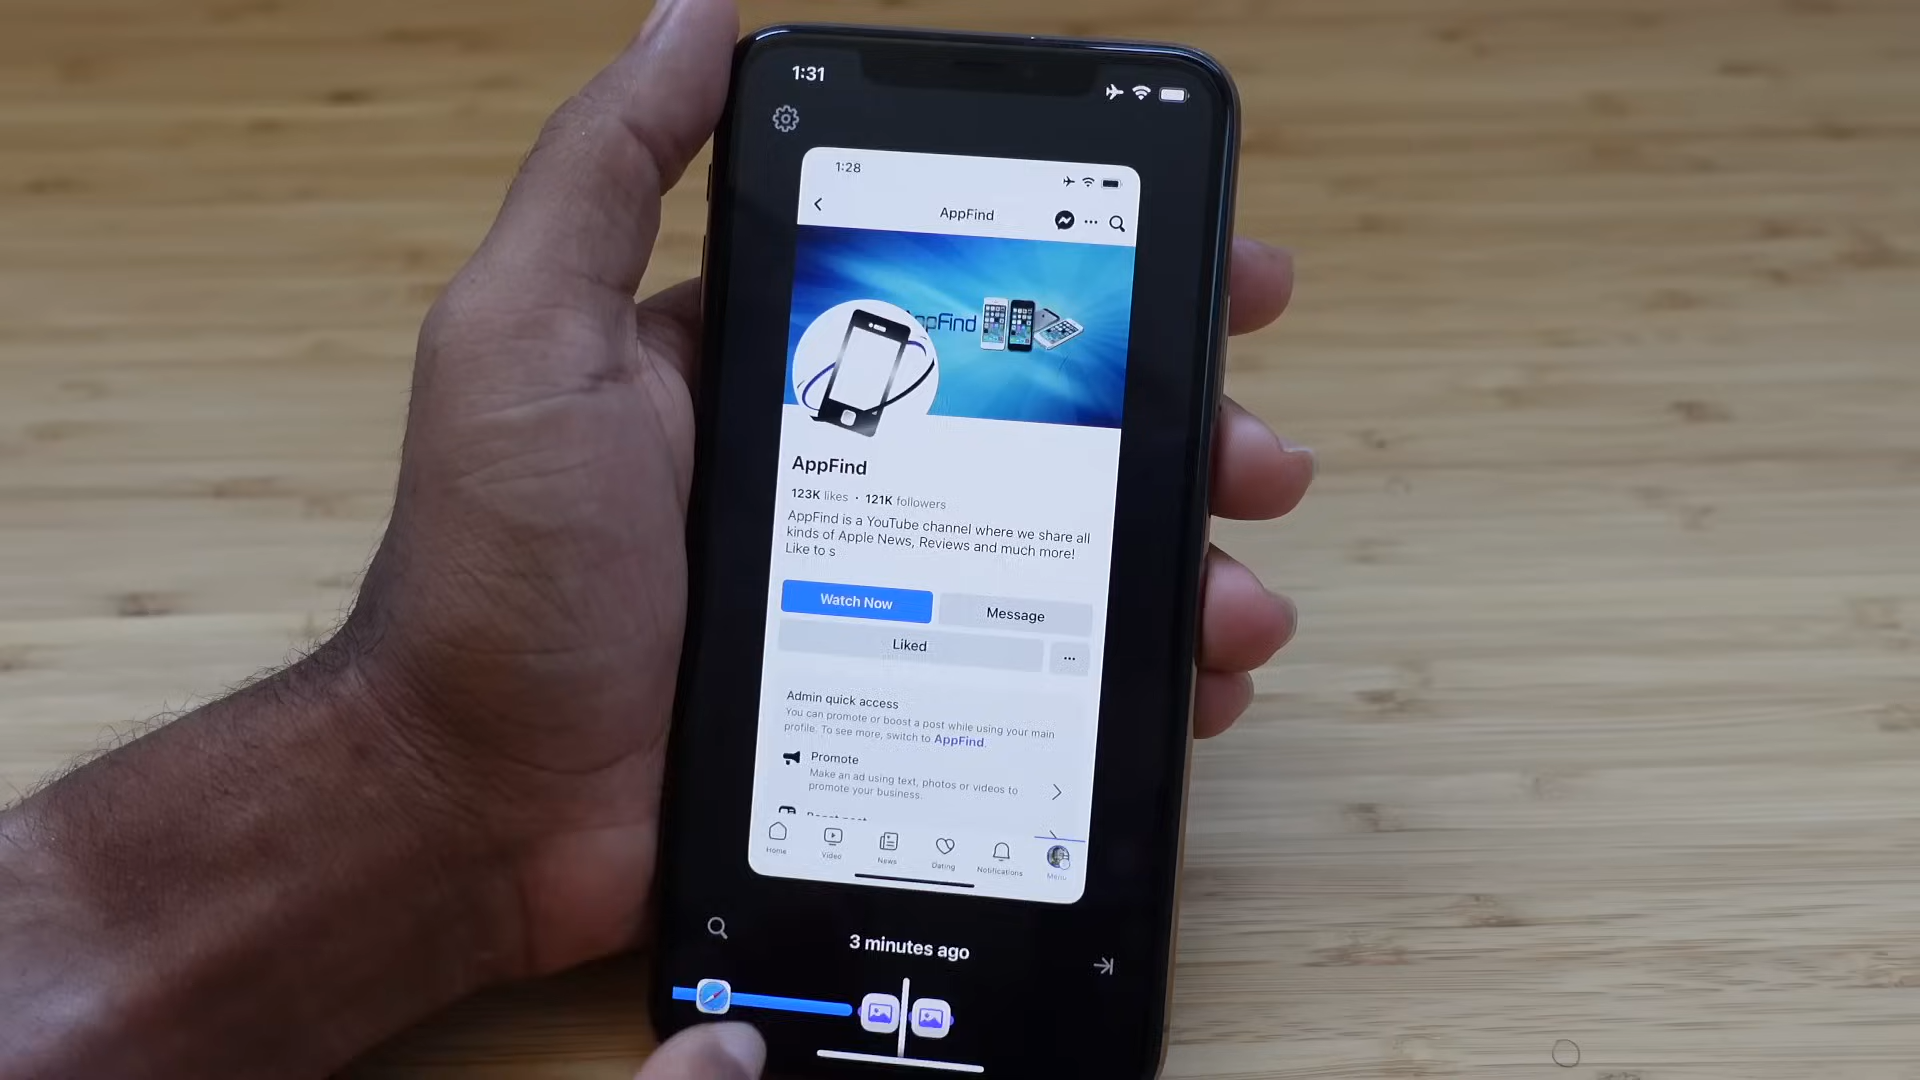 1:31
1:28
AppFind
AppFind
AppFind
123K likes · 121K followers
AppFind is a YouTube channel where we share all
kinds of Apple News, Reviews and much more!
Like to s
Watch Now
Message
Liked
Admin quick access
You can promote or boost a post while using your main
profile. To see more, switch to AppFind.
Promote
Make an ad using text, photos or videos to
promote your business.
Home
Video
News
Dating
Notifications
Menu
3 minutes ago